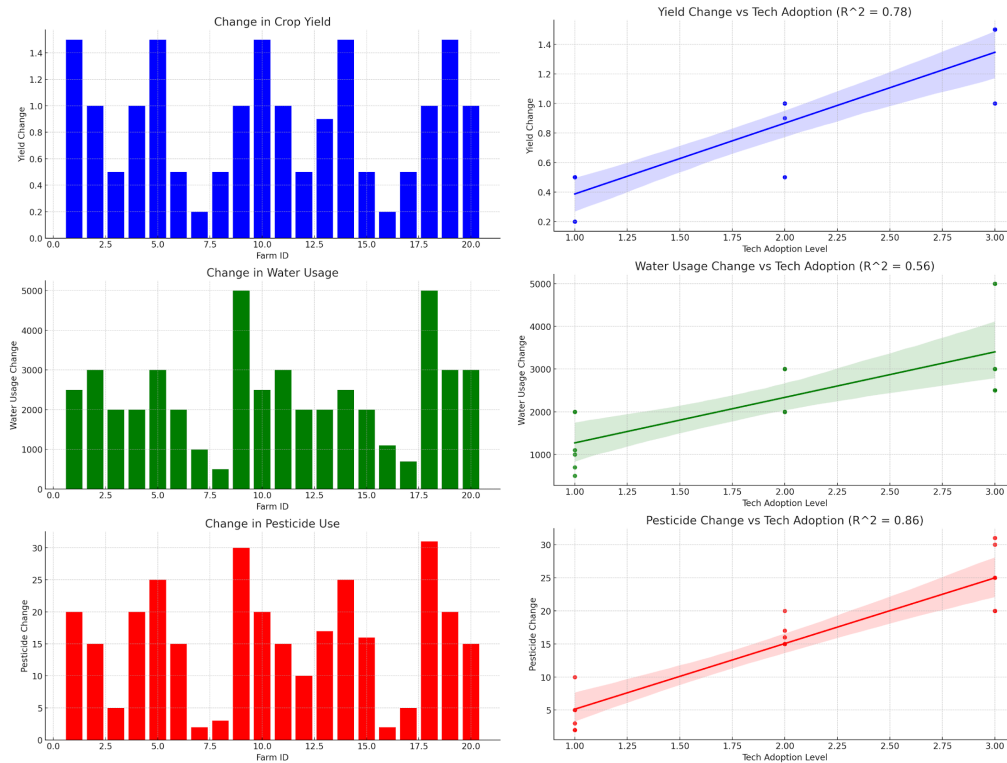 Change in Crop Yield
Yield Change
1.4
1.2
1.0
0.8
0.6
0.4
0.2
0.0
0.0 2.5 5.0 7.5 10.0 12.5 15.0 17.5 20.0
Farm ID
Yield Change vs Tech Adoption (R^2 = 0.78)
Yield Change
1.4
1.2
1.0
0.8
0.6
0.4
0.2
1.00 1.25 1.50 1.75 2.00 2.25 2.50 2.75 3.00
Tech Adoption Level
Change in Water Usage
Water Usage Change
5000
4000
3000
2000
1000
0
0.0 2.5 5.0 7.5 10.0 12.5 15.0 17.5 20.0
Farm ID
Water Usage Change vs Tech Adoption (R^2 = 0.56)
Water Usage Change
5000
4000
3000
2000
1000
1.00 1.25 1.50 1.75 2.00 2.25 2.50 2.75 3.00
Tech Adoption Level
Change in Pesticide Use
Pesticide Change
30
25
20
15
10
5
0
0.0 2.5 5.0 7.5 10.0 12.5 15.0 17.5 20.0
Farm ID
Pesticide Change vs Tech Adoption (R^2 = 0.86)
Pesticide Change
30
25
20
15
10
5
1.00 1.25 1.50 1.75 2.00 2.25 2.50 2.75 3.00
Tech Adoption Level